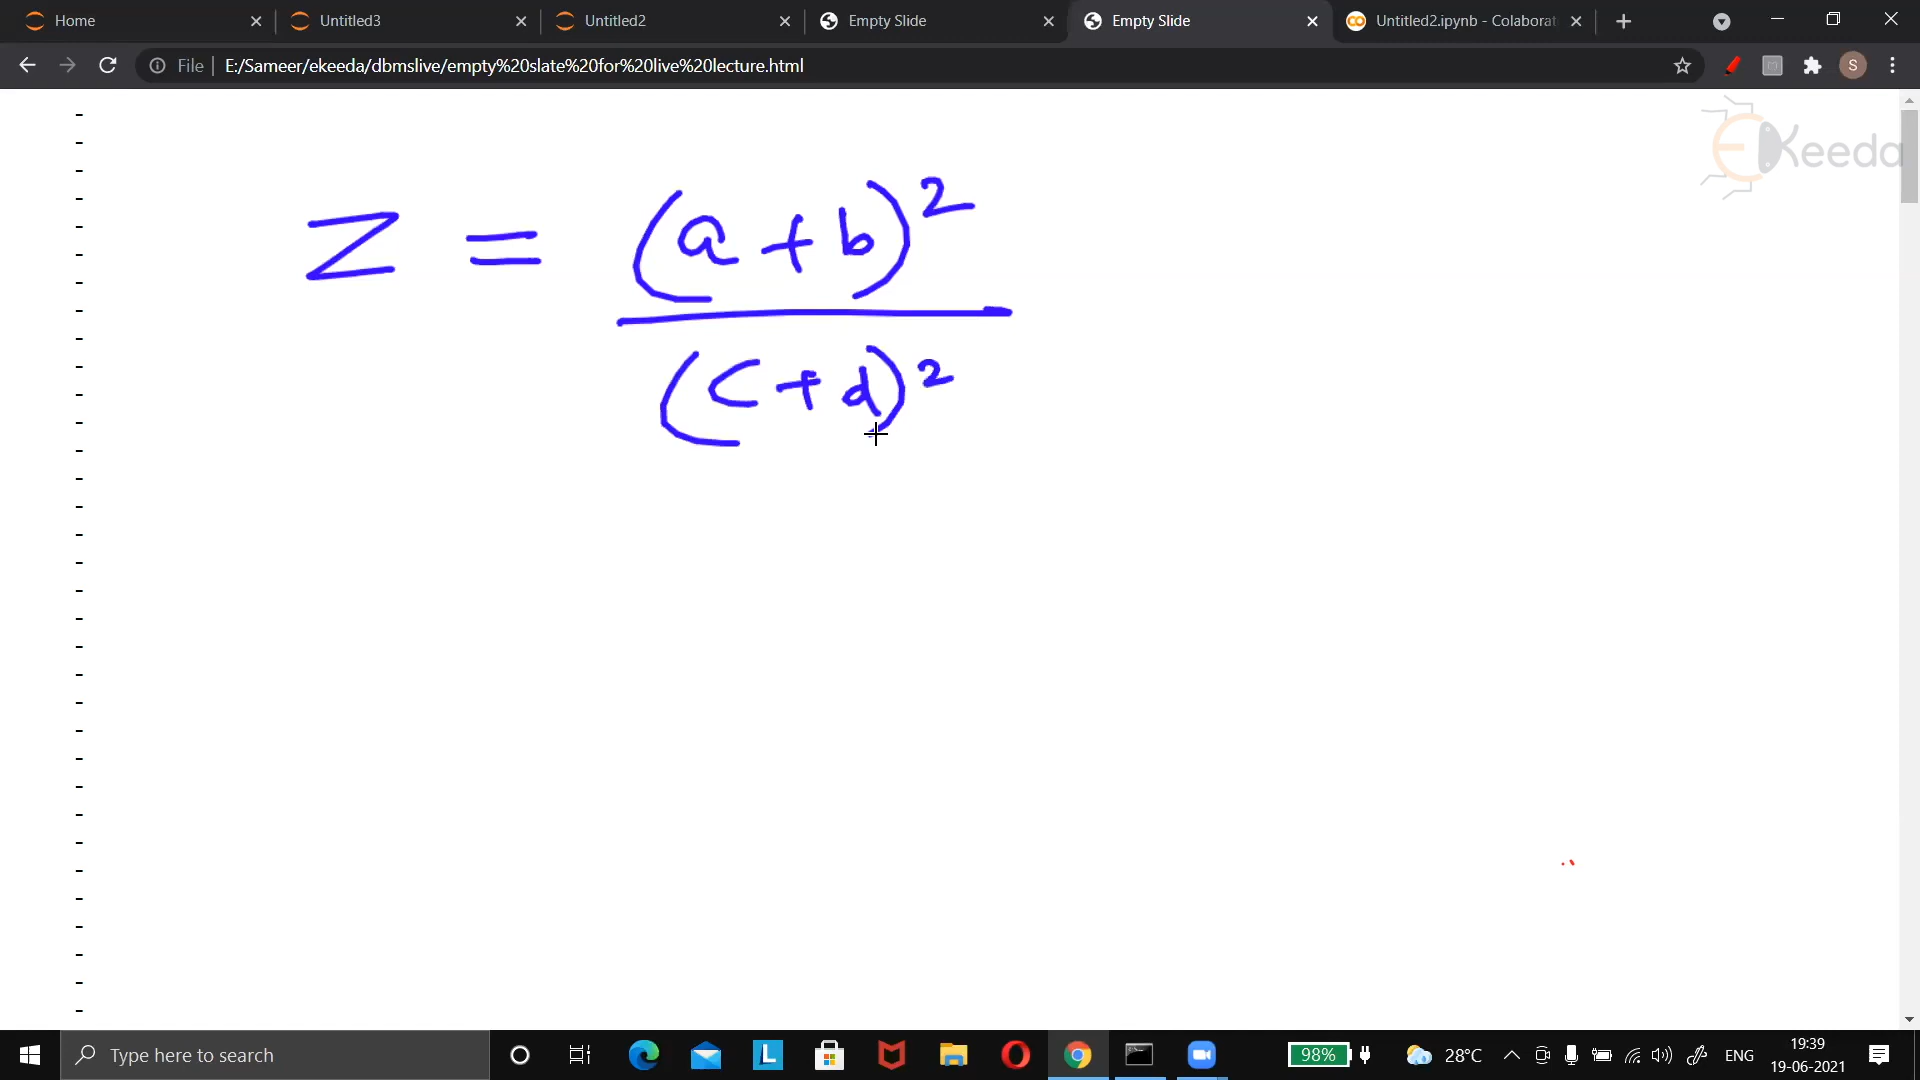 Home
Untitled3
Untitled2
Empty Slide
Empty Slide
Untitled2.ipynb - Colaborat
File
E:/Sameer/ekeeda/dbmslive/empty%20slate%20for%20live%20lecture.html
S
EKeeda
Z = (a + b)²
(c + d)²
Type here to search
L
98%
28°C
ENG
19:39
19-06-2021